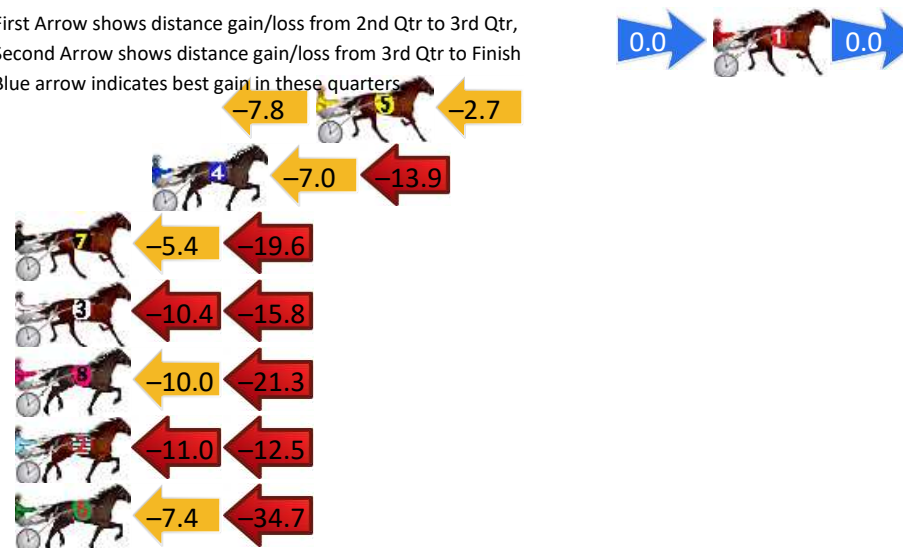 First Arrow shows distance gain/loss from 2nd Qtr to 3rd Qtr,
0.0 1 0.0
Second Arrow shows distance gain/loss from 3rd Qtr to Finish
Blue arrow indicates best gain in these quarters
–7.8 5 –2.7
4 –7.0 –13.9
7 –5.4 –19.6
3 –10.4 –15.8
8 –10.0 –21.3
2 –11.0 –12.5
6 –7.4 –34.7